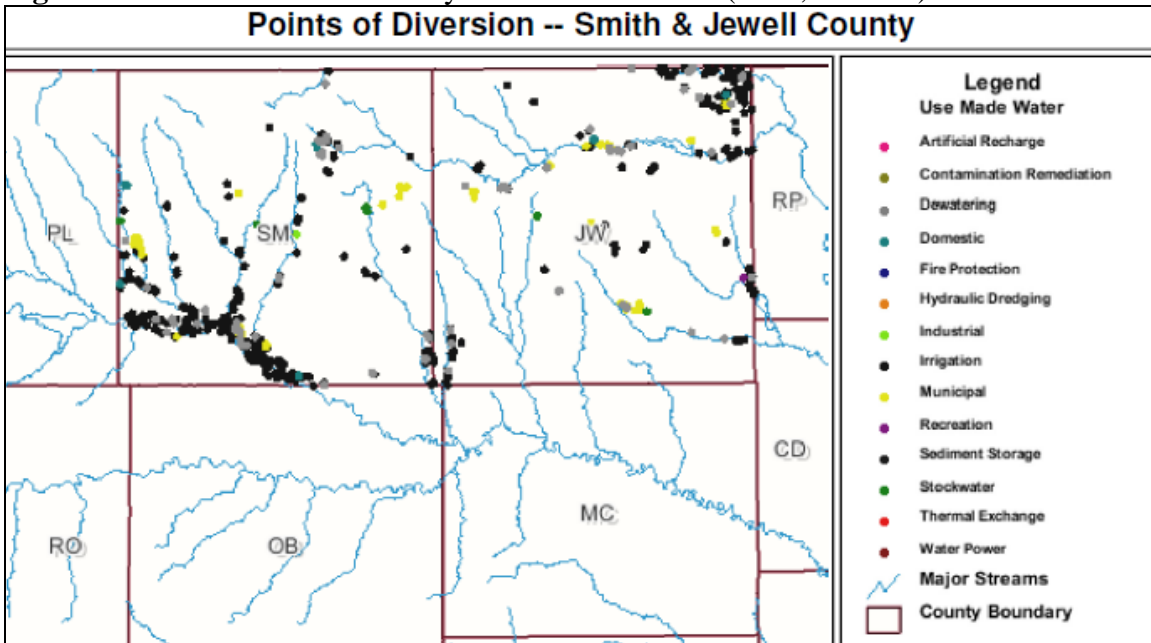 Points of Diversion -- Smith & Jewell County
PL
SM
JW
RP
CD
RO
OB
MC
Legend
Use Made Water
Artificial Recharge
Contamination Remediation
Dewatering
Domestic
Fire Protection
Hydraulic Dredging
Industrial
Irrigation
Municipal
Recreation
Sediment Storage
Stockwater
Thermal Exchange
Water Power
Major Streams
County Boundary